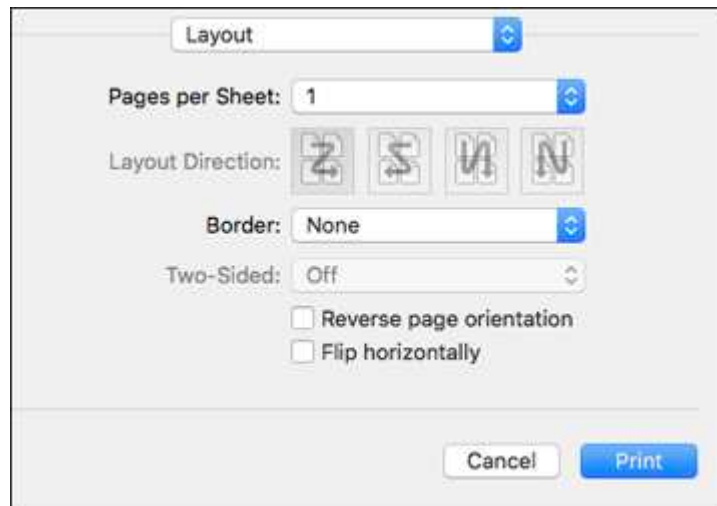 Layout
Pages per Sheet: 1
Layout Direction:
Border: None
Two-Sided: Off
Reverse page orientation
Flip horizontally
Cancel Print